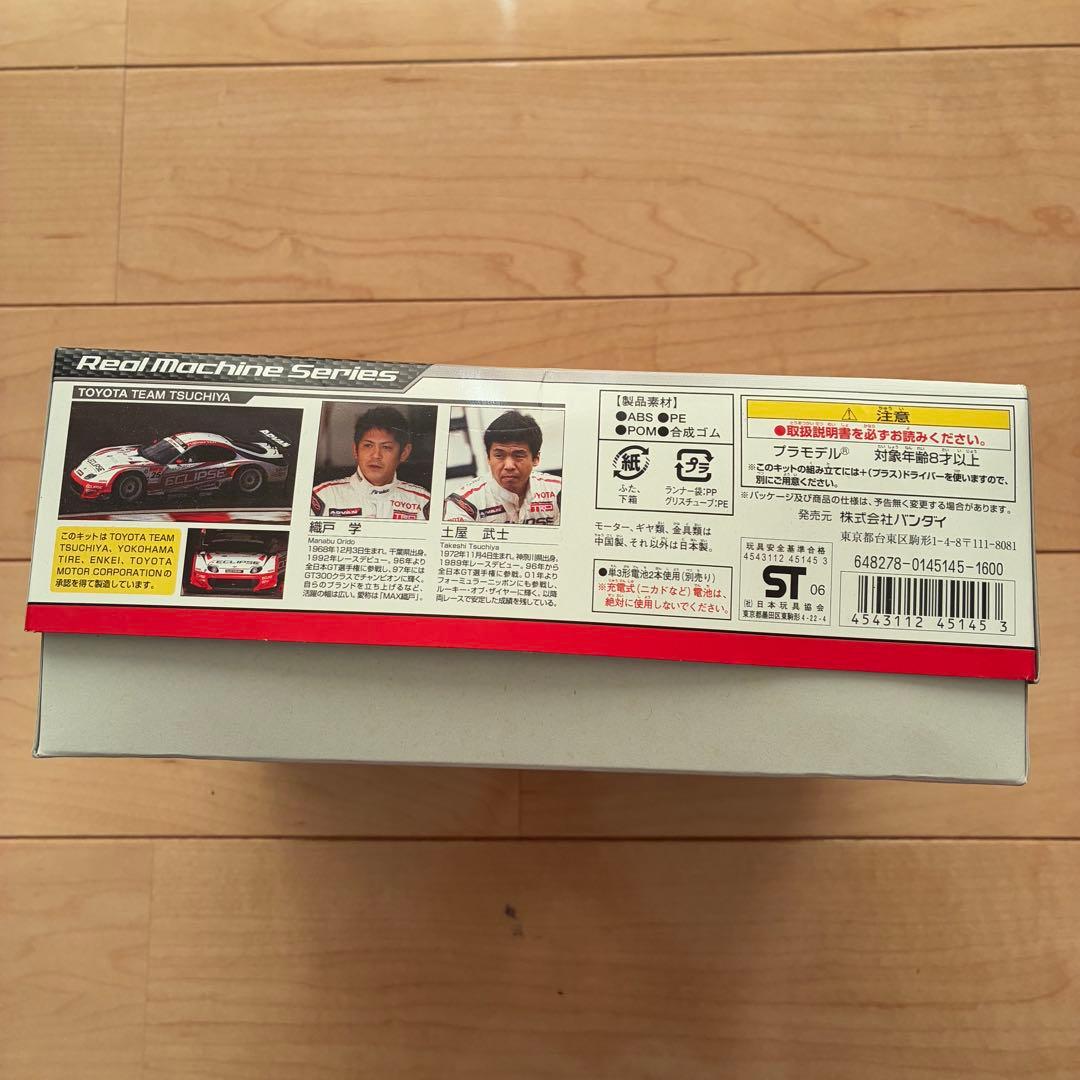 Real Machine Series
TOYOTA TEAM TSUCHIYA
ADVAN
ECLIPSE
25
このキットはTOYOTA TEAM
TSUCHIYA、YOKOHAMA
TIRE、ENKEI、TOYOTA
MOTOR CORPORATIONの
承認を得て製造しています。
ECLIPSE
TOYOTA
ADVAN
TRD
織戸 学
Manabu Orido
1968年12月3日生まれ、千葉県出身。
1992年レースデビュー。96年より
全日本GT選手権に参戦し、97年には
GT300クラスでチャンピオンに輝く。
自らのブランドを立ち上げるなど、
活躍の幅は広い。愛称は「MAX織戸」。
TOYOTA
ADVAN
TRD
土屋 武士
Takeshi Tsuchiya
1972年11月4日生まれ、神奈川県出身。
1989年レースデビュー。96年から
全日本GT選手権に参戦。01年より
フォーミュラーニッポンにも参戦し、
ルーキー・オブ・ザ・イヤーに輝く。以降
両レースで安定した成績を残している。
【製品素材】
●ABS ●PE
●POM●合成ゴム
紙
ふた、
下箱
プラ
ランナー袋:PP
グリスチューブ:PE
モーター、ギヤ類、金具類は
中国製、それ以外は日本製。
●単3形電池2本使用(別売り)
※充電式(ニカドなど)電池は、
絶対に使用しないでください。
注意
●取扱説明書を必ずお読みください。
プラモデル® 対象年齢8才以上
※このキットの組み立てには+(プラス)ドライバーを使いますので、
別にご用意ください。
※パッケージ及び商品の仕様は、予告無く変更する場合があります。
発売元 株式会社バンダイ
東京都台東区駒形1-4-8〒111-8081
玩具安全基準合格
4543112 45145 3
ST 06
(社)日本玩具協会
東京都墨田区東駒形4-22-4
648278-0145145-1600
4543112 451453